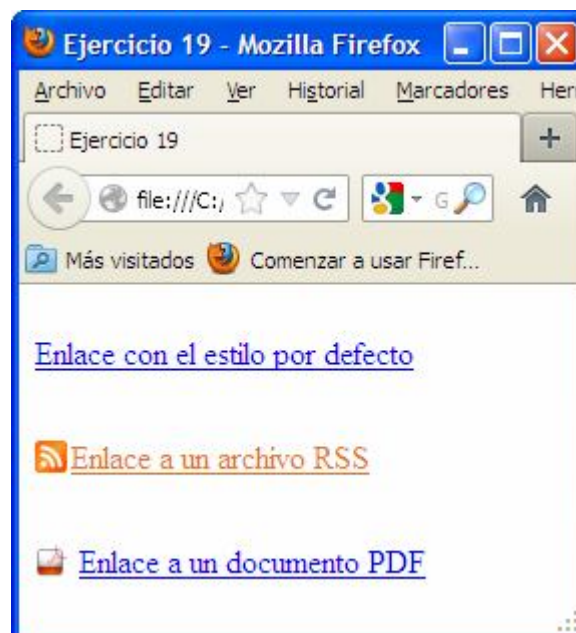 Ejercicio 19 - Mozilla Firefox
Archivo Editar Ver Historial Marcadores Her
Ejercicio 19
file:///C:/ G
Más visitados Comenzar a usar Firef...
Enlace con el estilo por defecto
Enlace a un archivo RSS
Enlace a un documento PDF